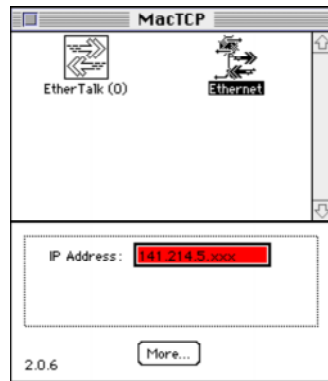 MacTCP
EtherTalk (0)
Ethernet
IP Address:
141.214.5.xxx
More...
2.0.6